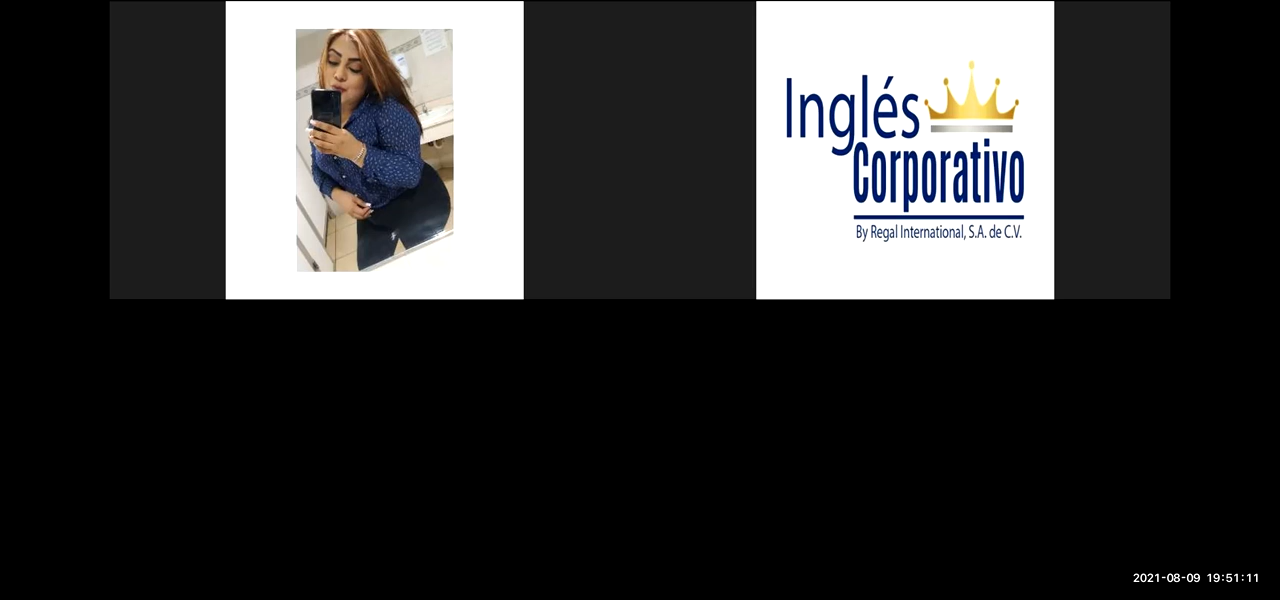 Inglés
Corporativo
By Regal International, S.A. de C.V.
2021-08-09 19:51:11